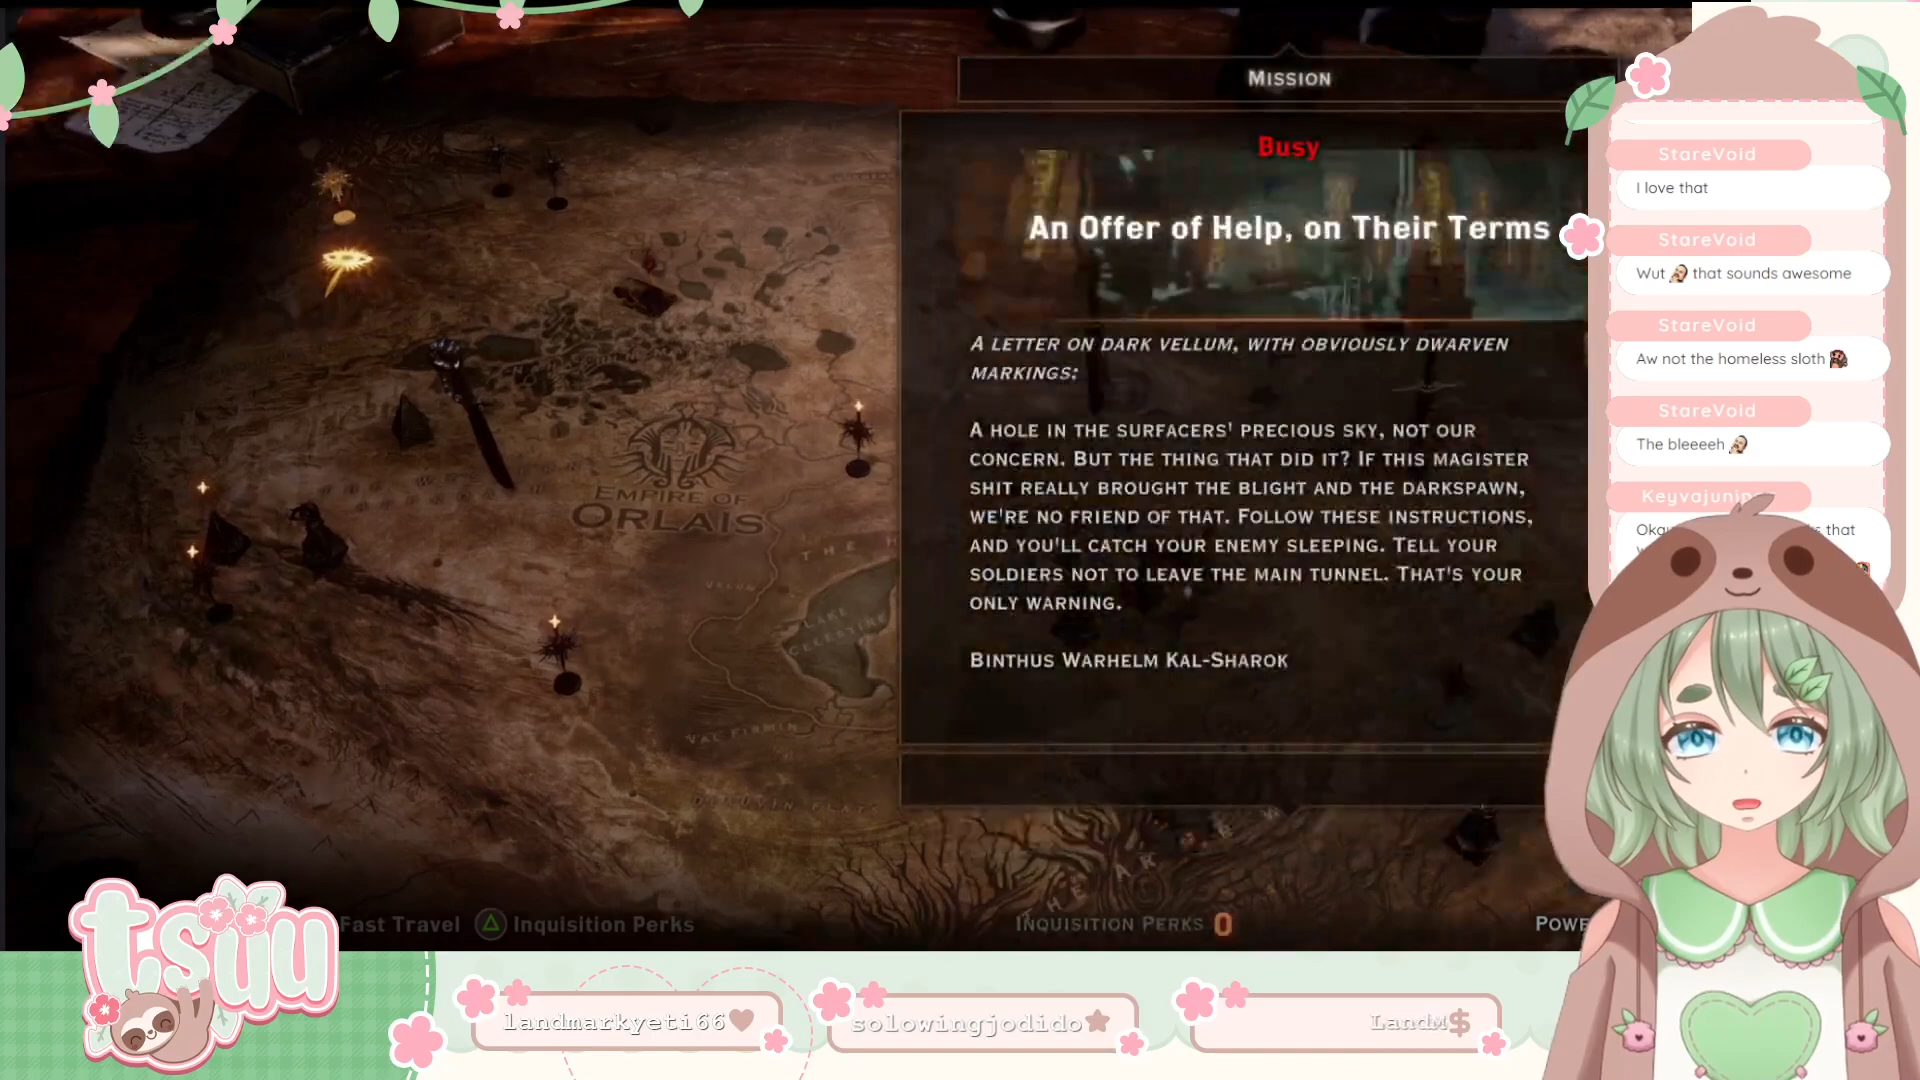 Mission
Busy
An Offer of Help, on Their Terms
A letter on dark vellum, with obviously dwarven
markings:
A hole in the surfacers' precious sky, not our
concern. But the thing that did it? If this magister
shit really brought the Blight and the darkspawn,
we're no friend of that. Follow these instructions,
and you'll catch your enemy sleeping. Tell your
soldiers not to leave the main tunnel. That's your
only warning.
Binthus Warhelm Kal-Sharok
Empire of
Orlais
The
Lake
Celestine
Val Firmin
Fast Travel
Inquisition Perks
Inquisition Perks 0
StareVoid
I love that
StareVoid
Wut that sounds awesome
StareVoid
Aw not the homeless sloth
StareVoid
The bleeeeh
that
tsuu
landmarkyeti66
solowingjodido
LandM